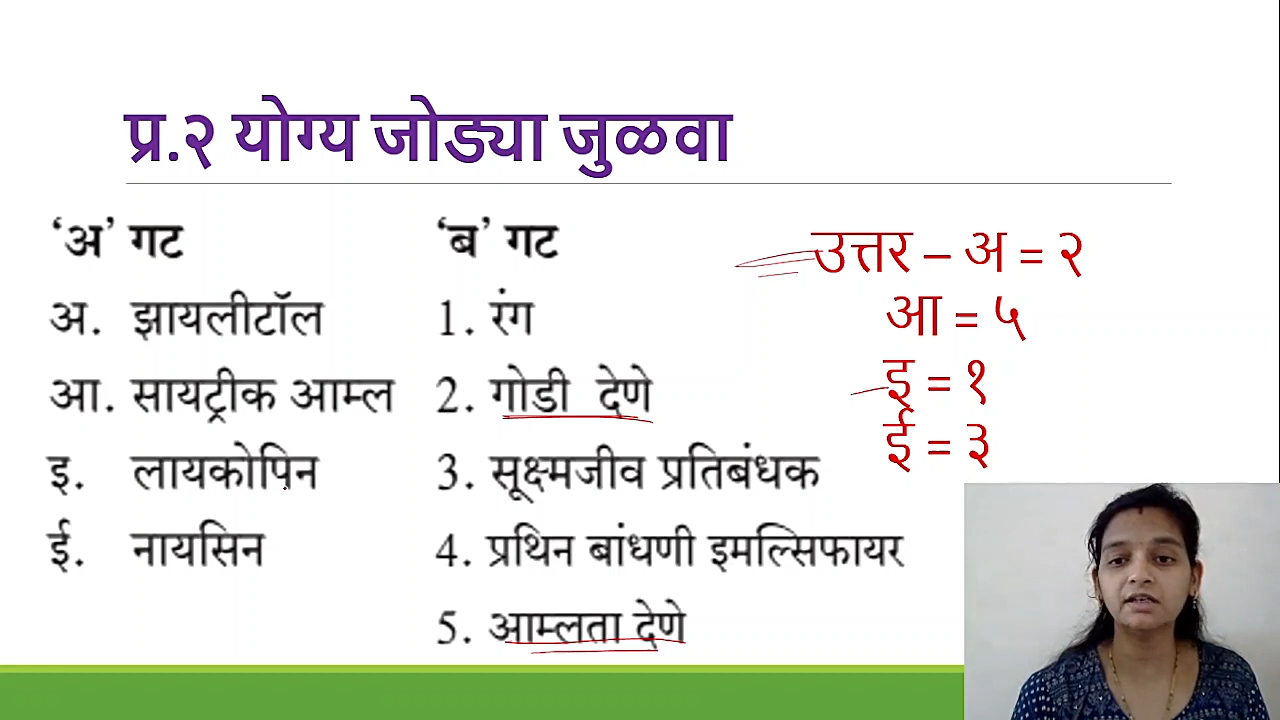 प्र.२ योग्य जोड्या जुळवा
‘अ’ गट ‘ब’ गट
अ. झायलीटॉल 1. रंग
आ. सायट्रीक आम्ल 2. गोडी देणे
इ. लायकोपिन 3. सूक्ष्मजीव प्रतिबंधक
ई. नायसिन 4. प्रथिन बांधणी इमल्सिफायर
5. आम्लता देणे
उत्तर – अ = २
आ = ५
इ = १
ई = ३